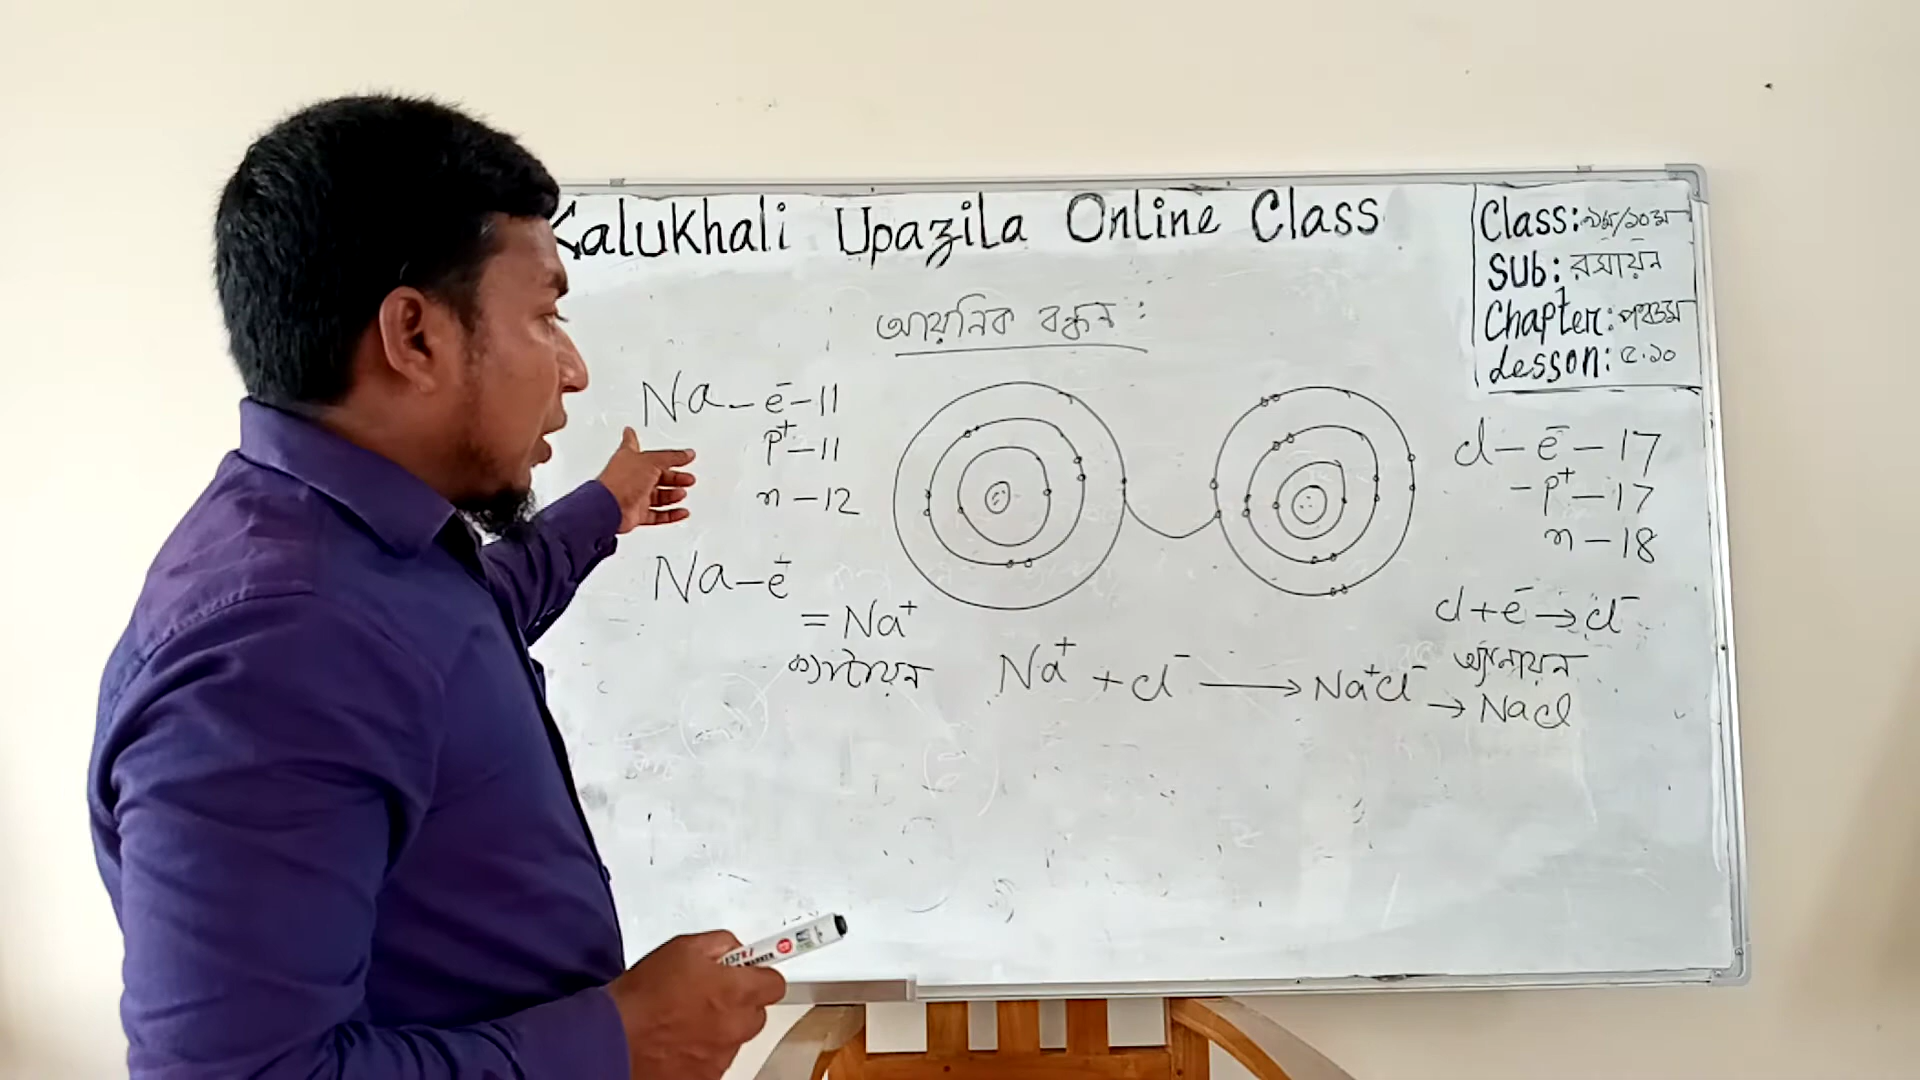 Kalukhali Upazila Online Class
Class: ৯ম/১০ম
Sub: রসায়ন
Chapter: পঞ্চম
Lesson: ৫.১০
আয়নিক বন্ধন:
Na - e⁻ - 11
p⁺ - 11
n - 12
Na - e⁻
= Na⁺
ক্যাটায়ন
Cl - e⁻ - 17
- p⁺ - 17
n - 18
Cl + e⁻ → Cl⁻
অ্যানায়ন
Na⁺ + Cl⁻ → Na⁺Cl⁻
→ NaCl